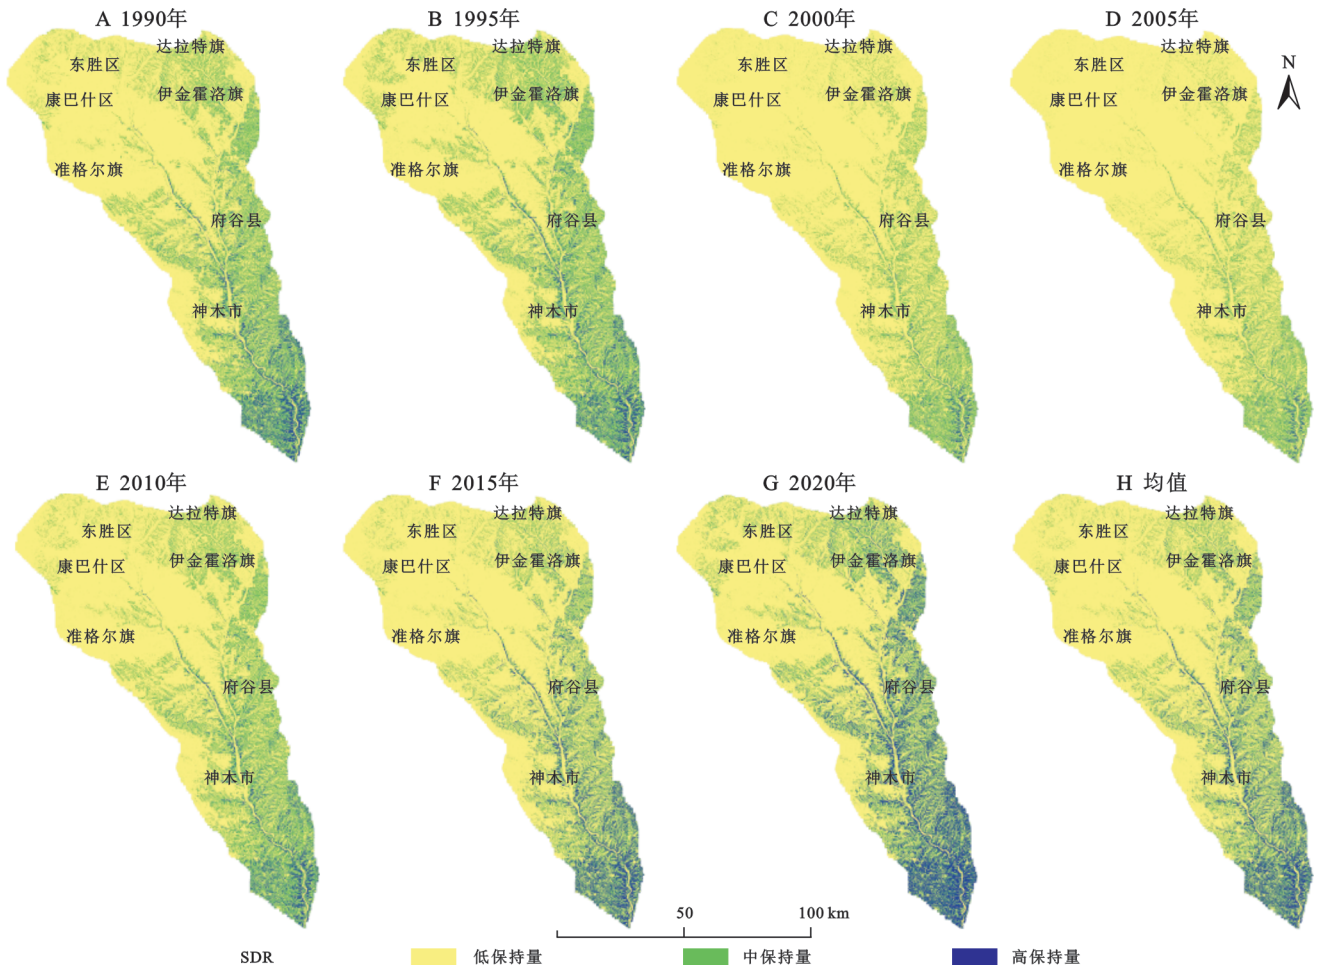 A 1990年
B 1995年
C 2000年
D 2005年
达拉特旗
东胜区
康巴什区
伊金霍洛旗
准格尔旗
府谷县
神木市
达拉特旗
东胜区
康巴什区
伊金霍洛旗
准格尔旗
府谷县
神木市
达拉特旗
东胜区
康巴什区
伊金霍洛旗
准格尔旗
府谷县
神木市
达拉特旗
东胜区
康巴什区
伊金霍洛旗
准格尔旗
府谷县
神木市
N
E 2010年
F 2015年
G 2020年
H 均值
达拉特旗
东胜区
康巴什区
伊金霍洛旗
准格尔旗
府谷县
神木市
达拉特旗
东胜区
康巴什区
伊金霍洛旗
准格尔旗
府谷县
神木市
达拉特旗
东胜区
康巴什区
伊金霍洛旗
准格尔旗
府谷县
神木市
达拉特旗
东胜区
康巴什区
伊金霍洛旗
准格尔旗
府谷县
神木市
50
100 km
SDR
低保持量
中保持量
高保持量